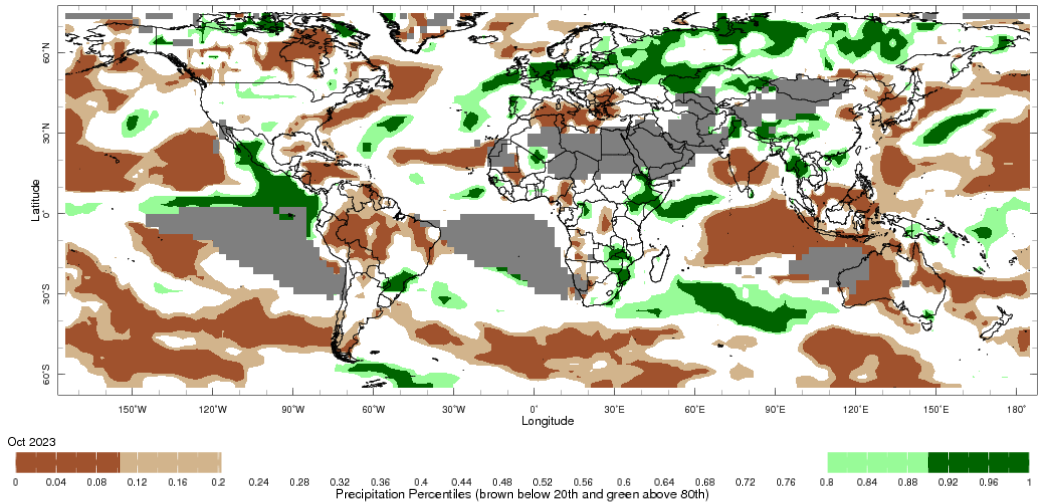 60°N
30°N
0°
30°S
60°S
Latitude
150°W 120°W 90°W 60°W 30°W 0° 30°E 60°E 90°E 120°E 150°E 180°
Longitude
Oct 2023
0 0.04 0.08 0.12 0.16 0.2 0.24 0.28 0.32 0.36 0.4 0.44 0.48 0.52 0.56 0.6 0.64 0.68 0.72 0.76 0.8 0.84 0.88 0.92 0.96 1
Precipitation Percentiles (brown below 20th and green above 80th)